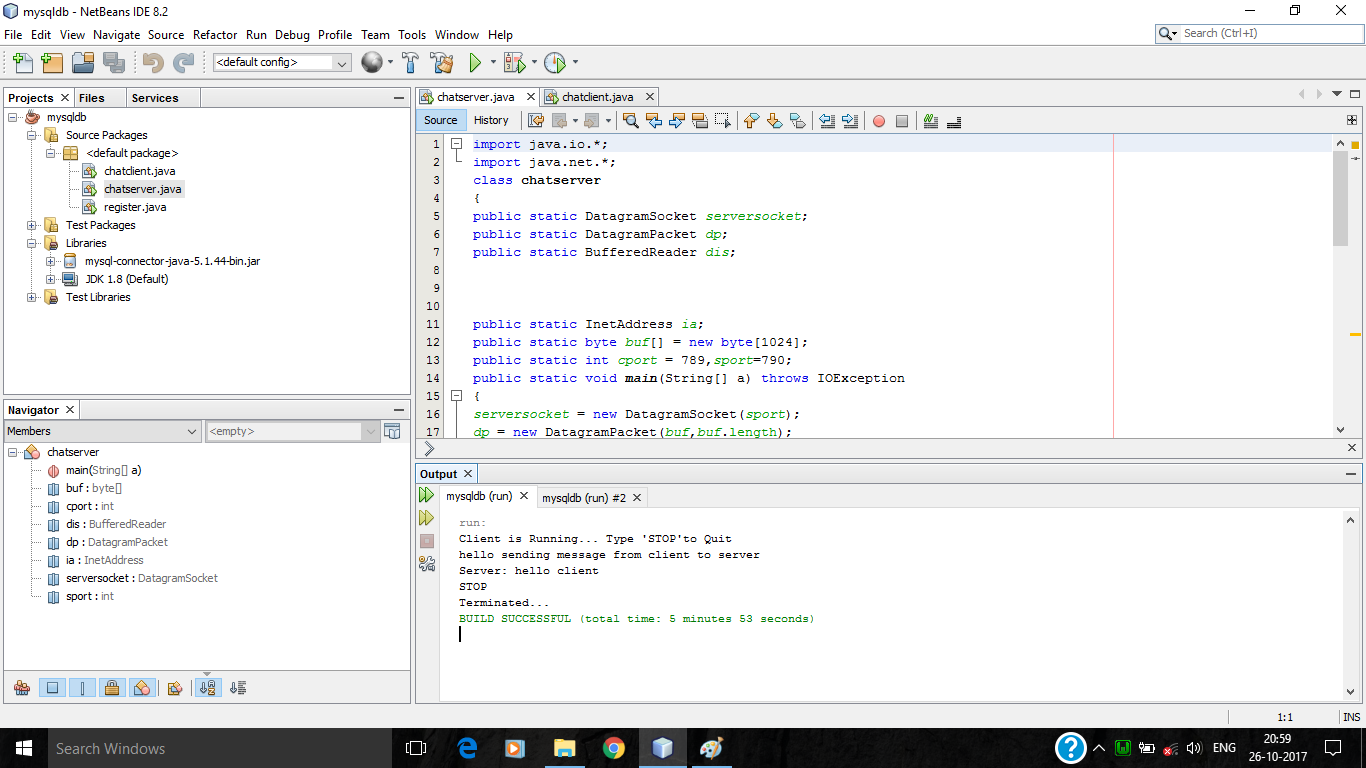 mysqldb - NetBeans IDE 8.2
File Edit View Navigate Source Refactor Run Debug Profile Team Tools Window Help
Search (Ctrl+I)
<default config>
Projects Files Services
mysqldb
Source Packages
<default package>
chatclient.java
chatserver.java
register.java
Test Packages
Libraries
mysql-connector-java-5.1.44-bin.jar
JDK 1.8 (Default)
Test Libraries
Navigator
Members <empty>
chatserver
main(String[] a)
buf : byte[]
cport : int
dis : BufferedReader
dp : DatagramPacket
ia : InetAddress
serversocket : DatagramSocket
sport : int
chatserver.java chatclient.java
Source History
1 import java.io.*;
2 import java.net.*;
3 class chatserver
4 {
5 public static DatagramSocket serversocket;
6 public static DatagramPacket dp;
7 public static BufferedReader dis;
8
9
10
11 public static InetAddress ia;
12 public static byte buf[] = new byte[1024];
13 public static int cport = 789,sport=790;
14 public static void main(String[] a) throws IOException
15 {
16 serversocket = new DatagramSocket(sport);
17 dp = new DatagramPacket(buf,buf.length);
Output
mysqldb (run) mysqldb (run) #2
run:
Client is Running... Type 'STOP'to Quit
hello sending message from client to server
Server: hello client
STOP
Terminated...
BUILD SUCCESSFUL (total time: 5 minutes 53 seconds)
1:1 INS
Search Windows
ENG
20:59
26-10-2017